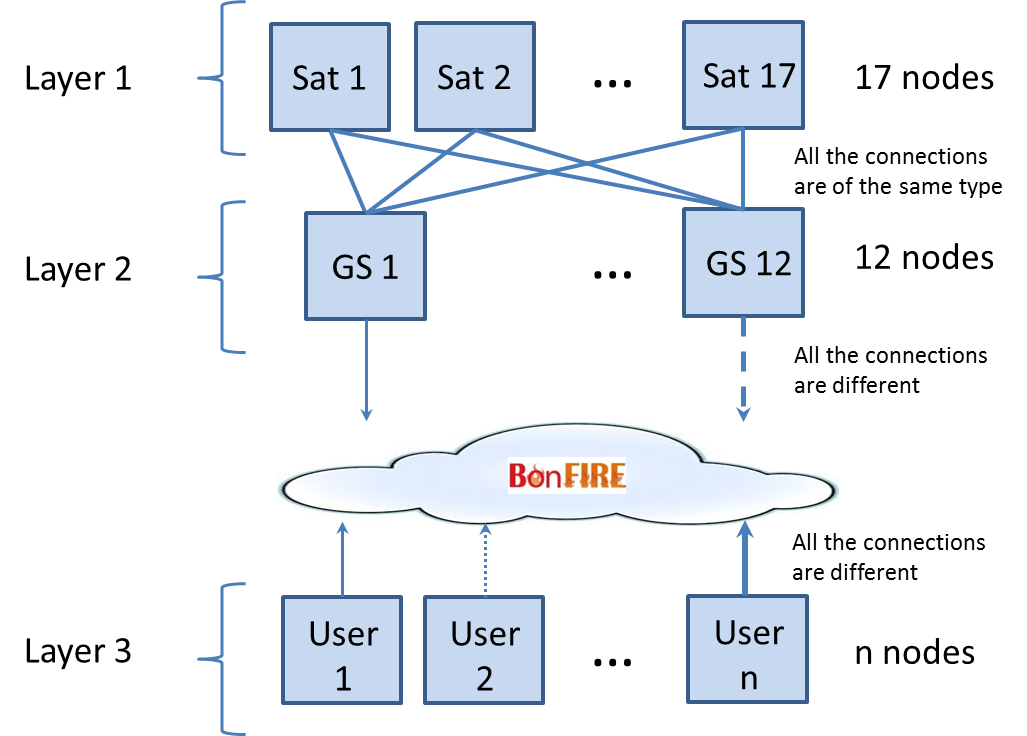 Layer 1
Sat 1
Sat 2
...
Sat 17
17 nodes
All the connections
are of the same type
Layer 2
GS 1
...
GS 12
12 nodes
All the connections
are different
BonFIRE
All the connections
are different
Layer 3
User
1
User
2
...
User
n
n nodes